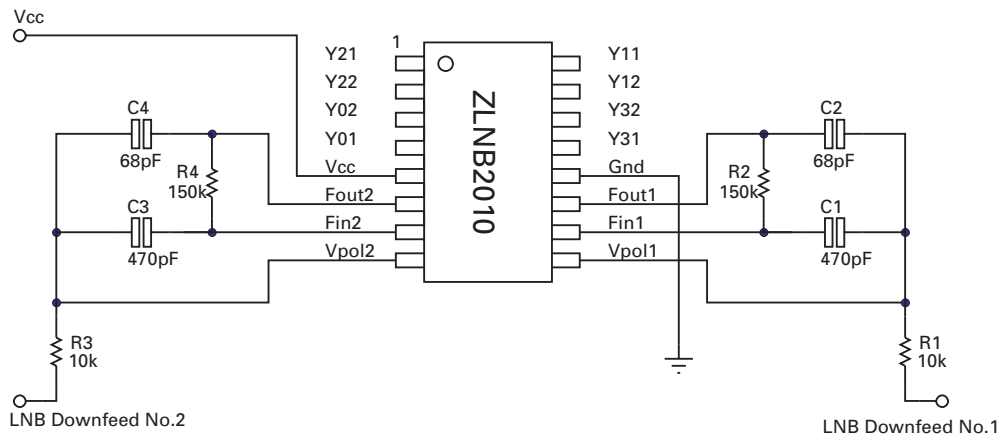 Vcc
1
ZLNB2010
Y21
Y22
Y02
Y01
Vcc
Fout2
Fin2
Vpol2
Y11
Y12
Y32
Y31
Gnd
Fout1
Fin1
Vpol1
C4
68pF
R4
150k
C3
470pF
R3
10k
LNB Downfeed No.2
C2
68pF
R2
150k
C1
470pF
R1
10k
LNB Downfeed No.1